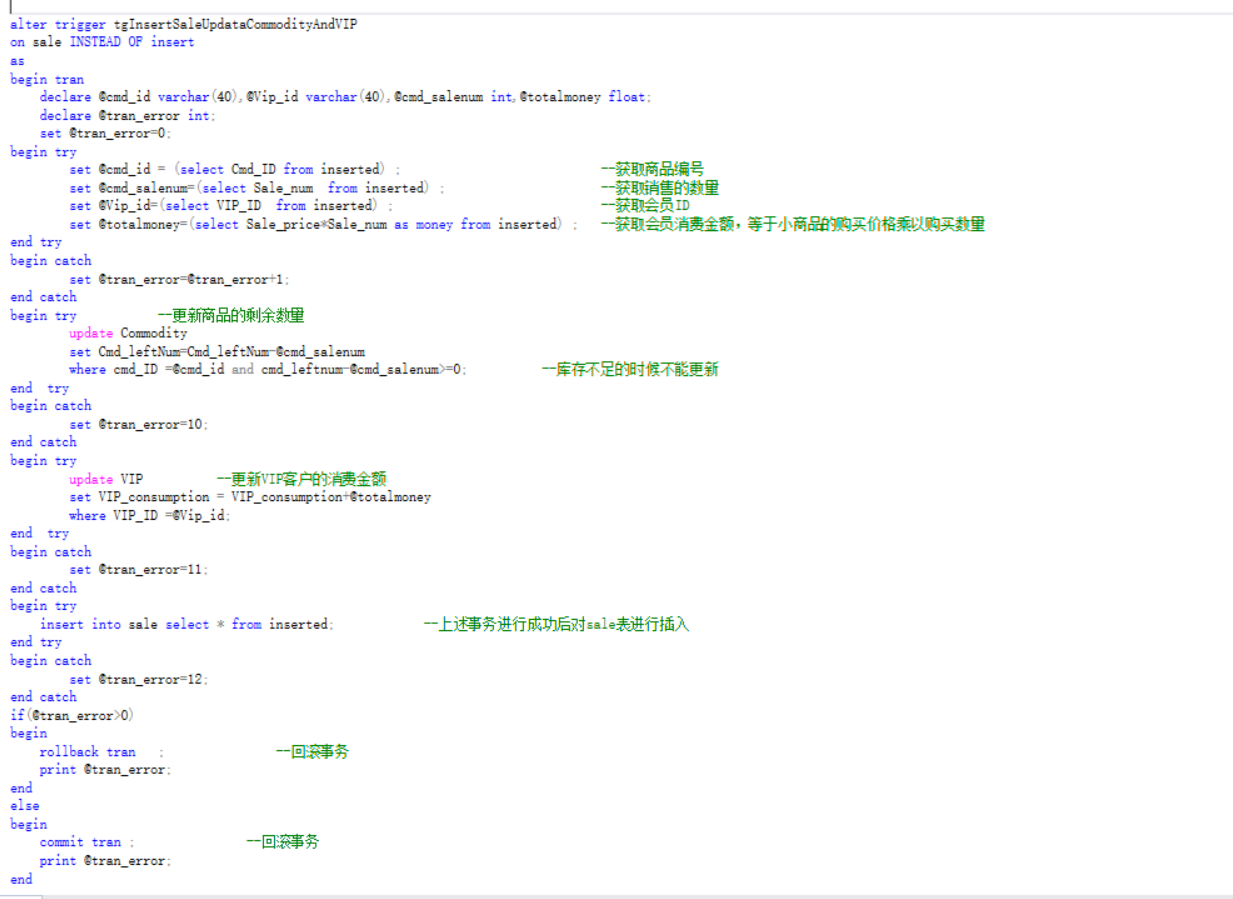 alter trigger tgInsertSaleUpdataCommodityAndVIP
on sale INSTEAD OF insert
as
begin tran
declare @cmd_id varchar(40),@Vip_id varchar(40),@cmd_salenum int,@totalmoney float;
declare @tran_error int;
set @tran_error=0;
begin try
set @cmd_id = (select Cmd_ID from inserted) ; --获取商品编号
set @cmd_salenum=(select Sale_num from inserted) ; --获取销售的数量
set @Vip_id=(select VIP_ID from inserted) ; --获取会员ID
set @totalmoney=(select Sale_price*Sale_num as money from inserted) ; --获取会员消费金额，等于小商品的购买价格乘以购买数量
end try
begin catch
set @tran_error=@tran_error+1;
end catch
begin try --更新商品的剩余数量
update Commodity
set Cmd_leftNum=Cmd_leftNum-@cmd_salenum
where cmd_ID =@cmd_id and cmd_leftnum-@cmd_salenum>=0; --库存不足的时候不能更新
end try
begin catch
set @tran_error=10;
end catch
begin try
update VIP --更新VIP客户的消费金额
set VIP_consumption = VIP_consumption+@totalmoney
where VIP_ID =@Vip_id;
end try
begin catch
set @tran_error=11;
end catch
begin try
insert into sale select * from inserted; --上述事务进行成功后对sale表进行插入
end try
begin catch
set @tran_error=12;
end catch
if(@tran_error>0)
begin
rollback tran ; --回滚事务
print @tran_error;
end
else
begin
commit tran ; --回滚事务
print @tran_error;
end